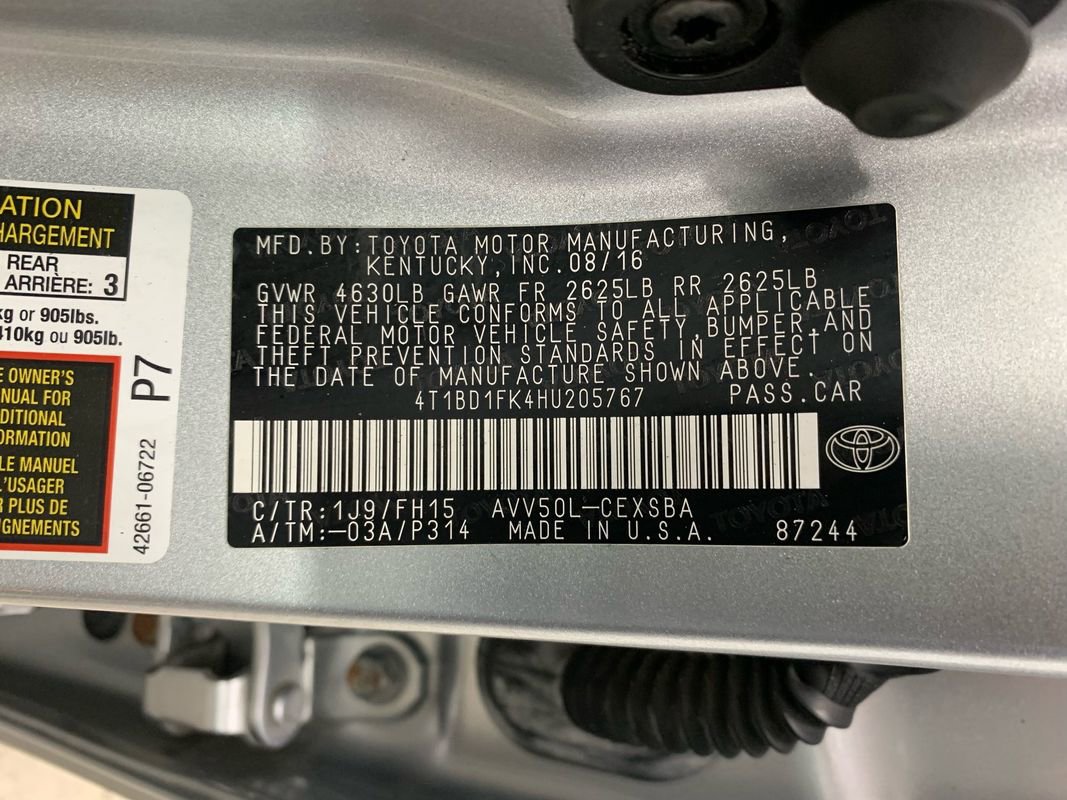 ATION
HARGEMENT
REAR
ARRIÈRE: 3
kg or 905lbs.
410kg ou 905lb.
E OWNER'S
NUAL FOR
DITIONAL
ORMATION
LE MANUEL
L'USAGER
R PLUS DE
IGNEMENTS
P7
42661-06722
MFD.BY:TOYOTA MOTOR MANUFACTURING,
KENTUCKY,INC.08/16
GVWR 4630LB GAWR FR 2625LB RR 2625LB
THIS VEHICLE CONFORMS TO ALL APPLICABLE
FEDERAL MOTOR VEHICLE SAFETY,BUMPER,AND
THEFT PREVENTION STANDARDS IN EFFECT ON
THE DATE OF MANUFACTURE SHOWN ABOVE.
4T1BD1FK4HU205767 PASS.CAR
C/TR:1J9/FH15 AVV50L-CEXSBA
A/TM:-03A/P314 MADE IN U.S.A. 87244